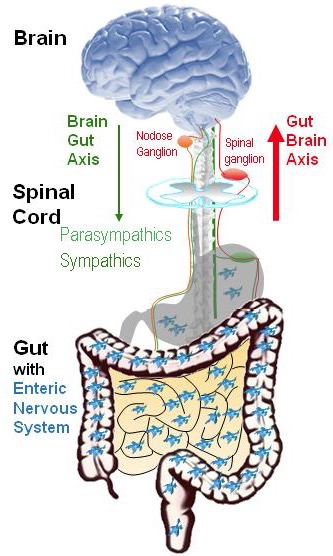 Brain
Brain
Gut
Axis
Nodose
Ganglion
Spinal
ganglion
Gut
Brain
Axis
Spinal
Cord
Parasympathics
Sympathics
Gut
with
Enteric
Nervous
System